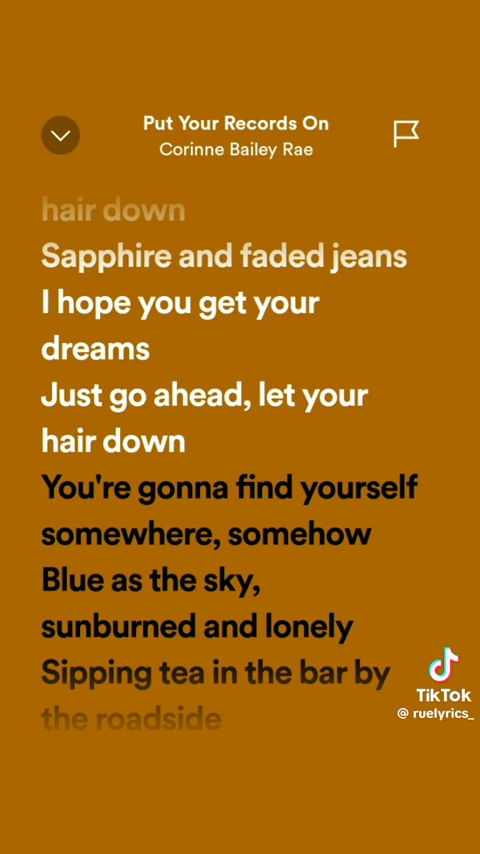 Put Your Records On
Corinne Bailey Rae
hair down
Sapphire and faded jeans
I hope you get your
dreams
Just go ahead, let your
hair down
You're gonna find yourself
somewhere, somehow
Blue as the sky,
sunburned and lonely
Sipping tea in the bar by
the roadside
TikTok
@ ruelyrics_